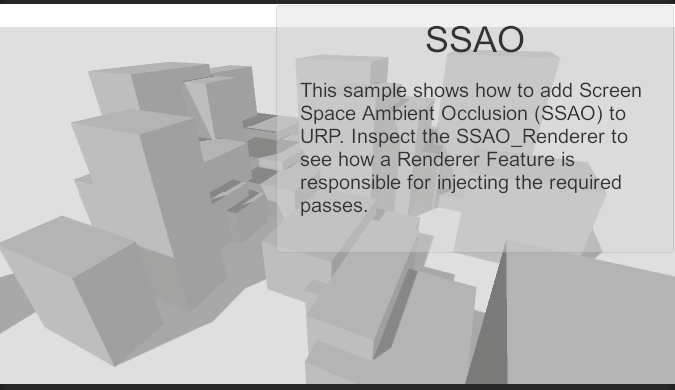 SSAO
This sample shows how to add Screen
Space Ambient Occlusion (SSAO) to
URP. Inspect the SSAO_Renderer to
see how a Renderer Feature is
responsible for injecting the required
passes.